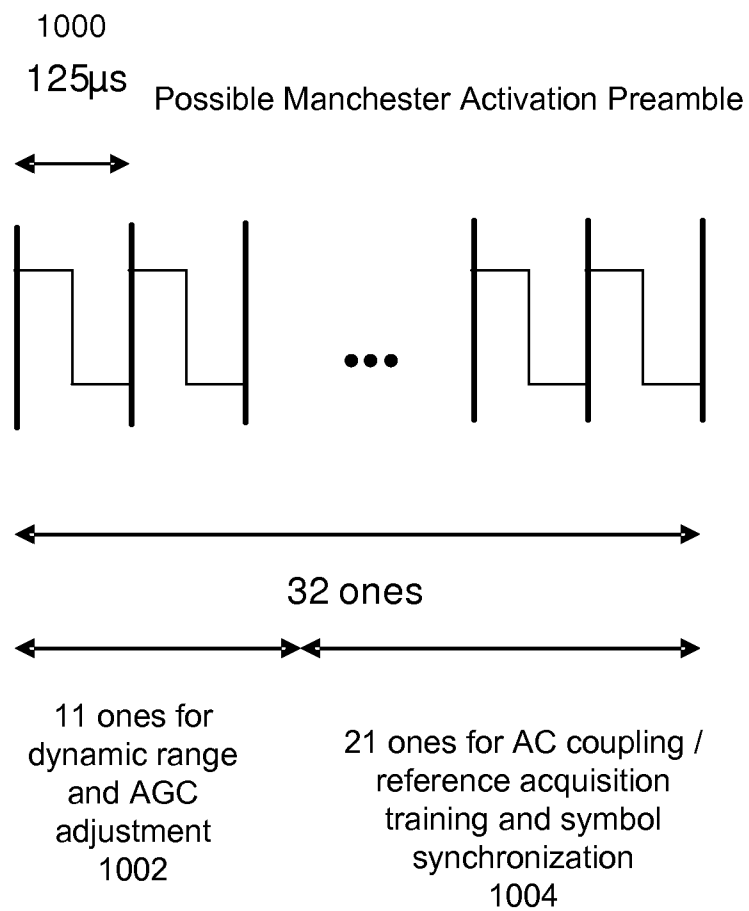 1000
125µs
Possible Manchester Activation Preamble
32 ones
11 ones for
dynamic range
and AGC
adjustment
1002
21 ones for AC coupling /
reference acquisition
training and symbol
synchronization
1004